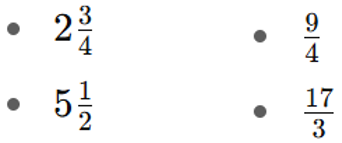 • 2 3/4 • 9/4
• 5 1/2 • 17/3